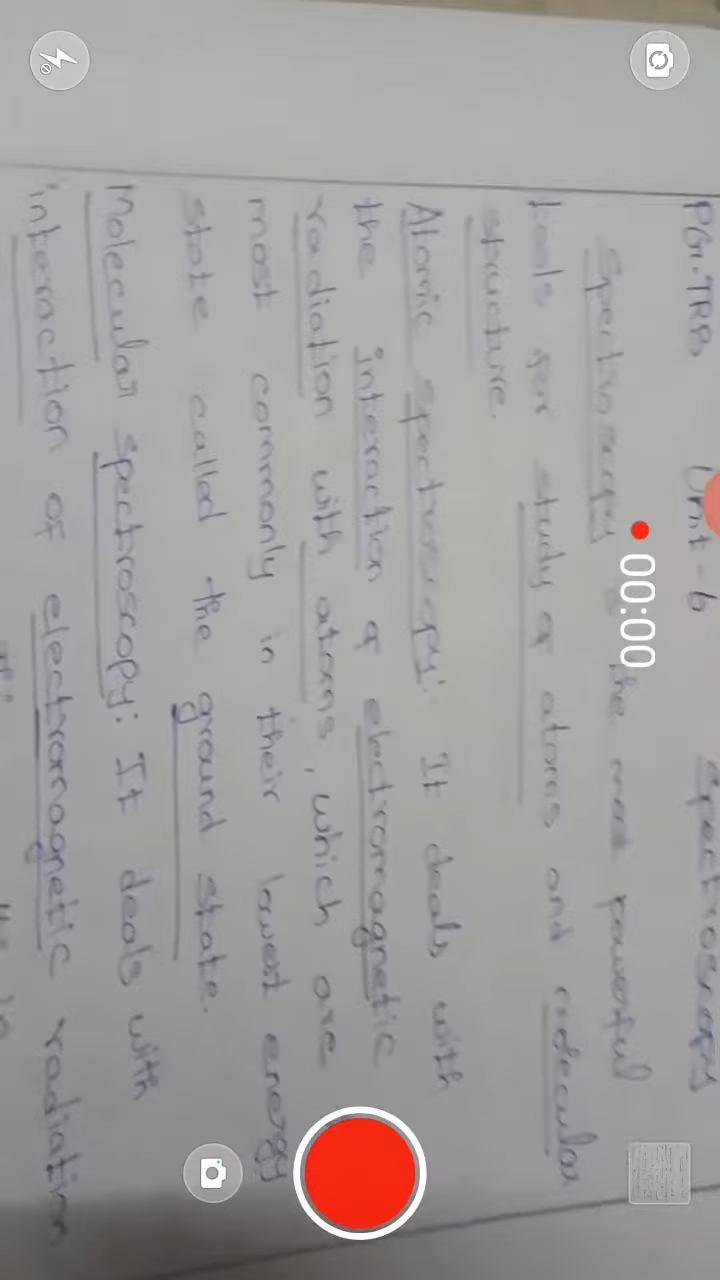 PG-TRB Unit-6 Spectroscopy
Spectroscopy the most powerful
tools for study of atoms and molecular
structure.
Atomic spectroscopy: It deals with
the interaction of electromagnetic
radiation with atoms, which are
most commonly in their lowest energy
state called the ground state.
Molecular spectroscopy: It deals with
interaction of electromagnetic radiation
00:00